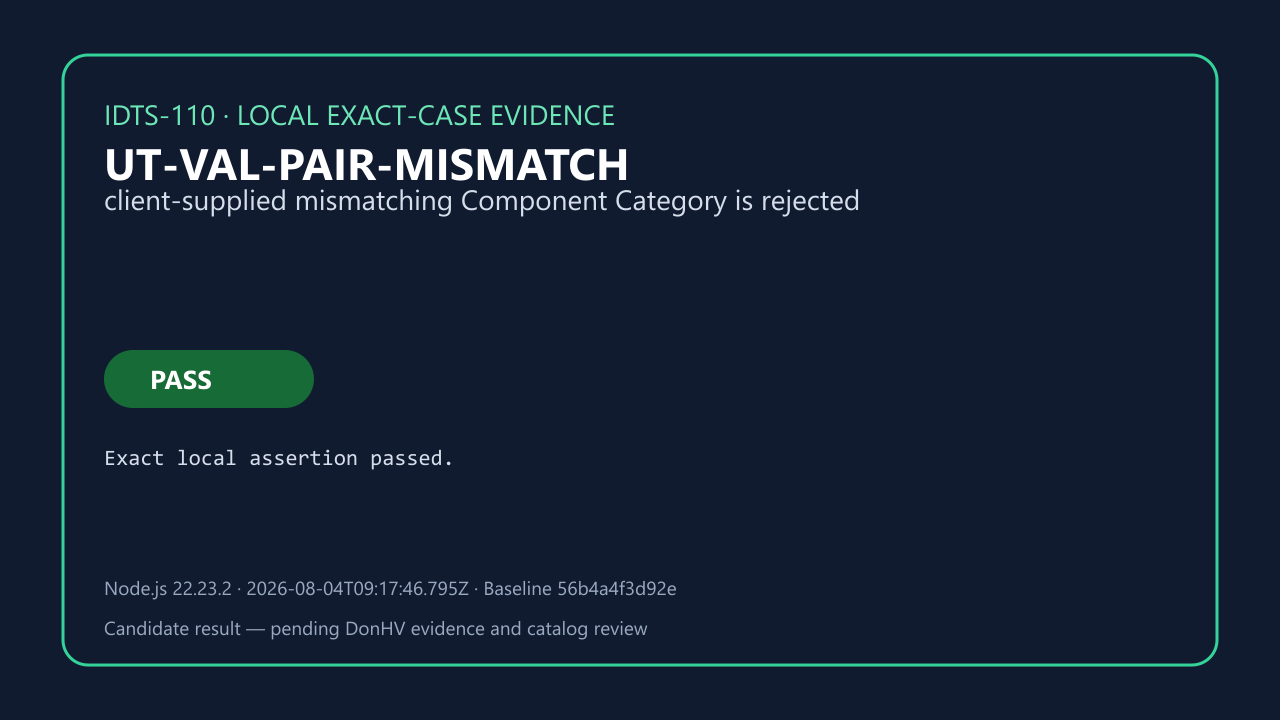 IDTS-110 · LOCAL EXACT-CASE EVIDENCE
UT-VAL-PAIR-MISMATCH
client-supplied mismatching Component Category is rejected
PASS
Exact local assertion passed.
Node.js 22.23.2 · 2026-08-04T09:17:46.795Z · Baseline 56b4a4f3d92e
Candidate result — pending DonHV evidence and catalog review